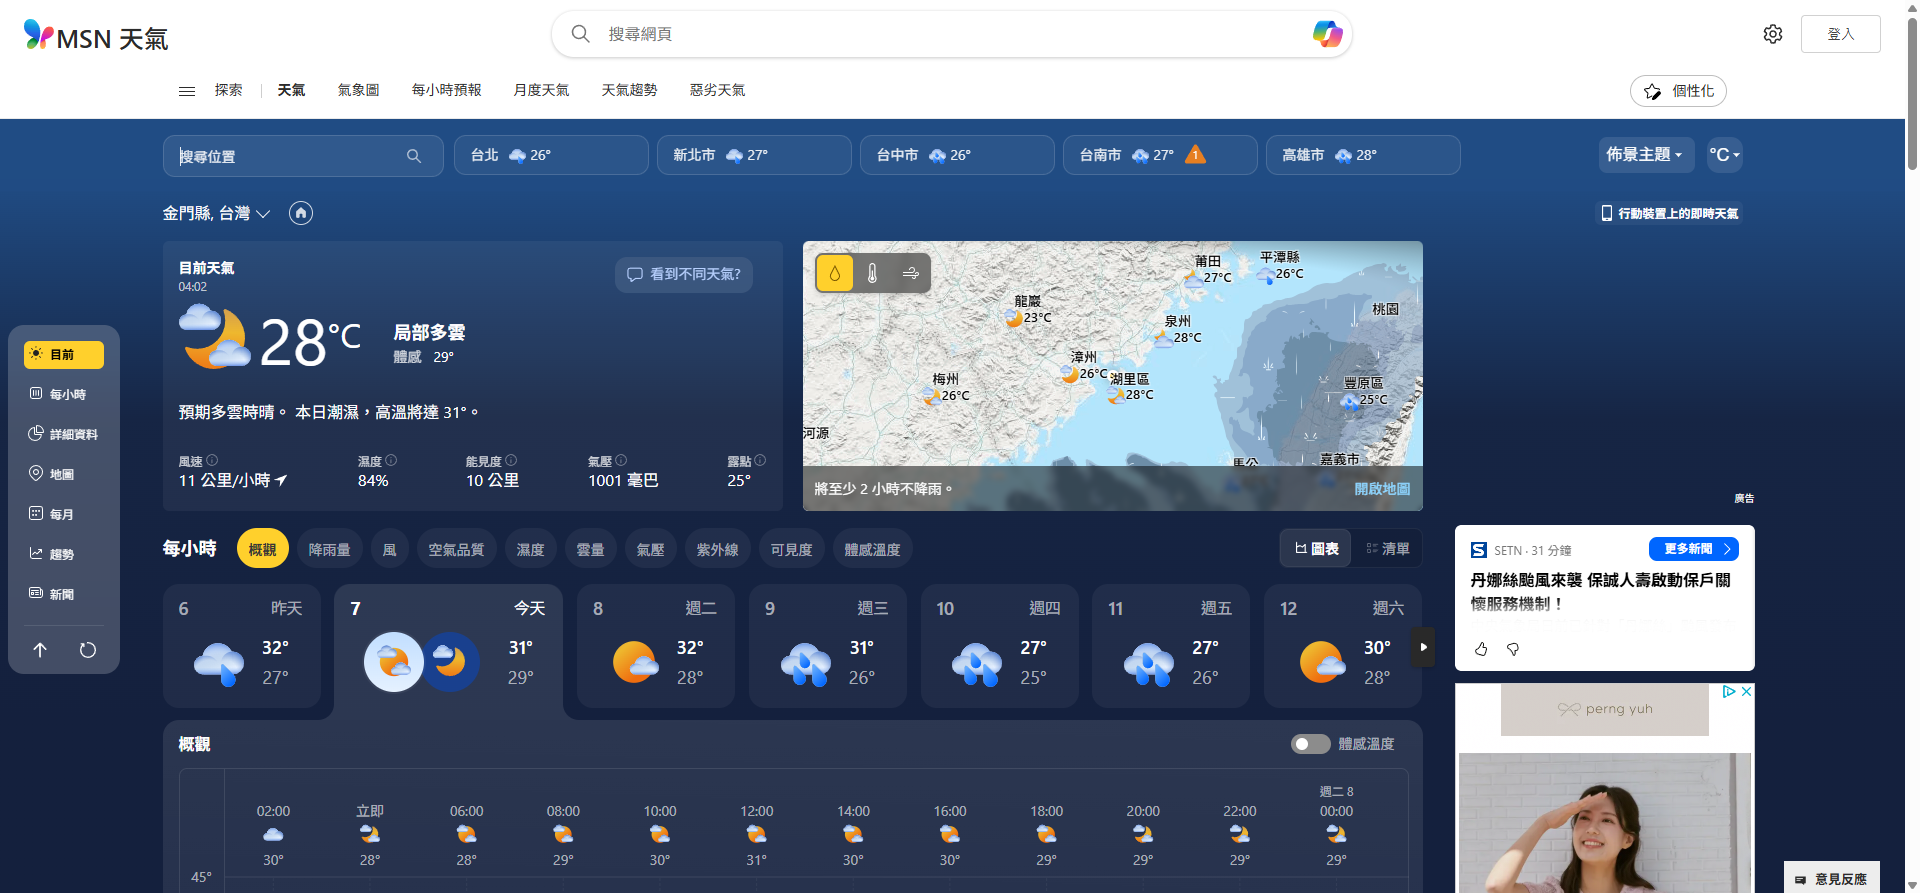 MSN 天氣
搜尋網頁
登入
探索
天氣
氣象圖
每小時預報
月度天氣
天氣趨勢
惡劣天氣
個性化
搜尋位置
台北 26°
新北市 27°
台中市 26°
台南市 27° 1
高雄市 28°
佈景主題
°C
金門縣, 台灣
行動裝置上的即時天氣
目前天氣
04:02
看到不同天氣?
28°C
局部多雲
體感 29°
預期多雲時晴。 本日潮濕，高溫將達 31°。
風速
11 公里/小時
濕度
84%
能見度
10 公里
氣壓
1001 毫巴
露點
25°
莆田
27°C
平潭縣
26°C
龍巖
23°C
桃園
泉州
28°C
漳州
26°C
湖里區
28°C
梅州
26°C
豐原區
25°C
河源
馬公
嘉義市
將至少 2 小時不降雨。
開啟地圖
目前
每小時
詳細資料
地圖
每月
趨勢
新聞
廣告
每小時
概觀
降雨量
風
空氣品質
濕度
雲量
氣壓
紫外線
可見度
體感溫度
圖表
清單
6 昨天
32°
27°
7 今天
31°
29°
8 週二
32°
28°
9 週三
31°
26°
10 週四
27°
25°
11 週五
27°
26°
12 週六
30°
28°
SETN · 31 分鐘
更多新聞
丹娜絲颱風來襲 保誠人壽啟動保戶關
懷服務機制！
perng yuh
概觀
體感溫度
週二 8
02:00 立即 06:00 08:00 10:00 12:00 14:00 16:00 18:00 20:00 22:00 00:00
30° 28° 28° 29° 30° 31° 30° 30° 29° 29° 29° 29°
45°
意見反應